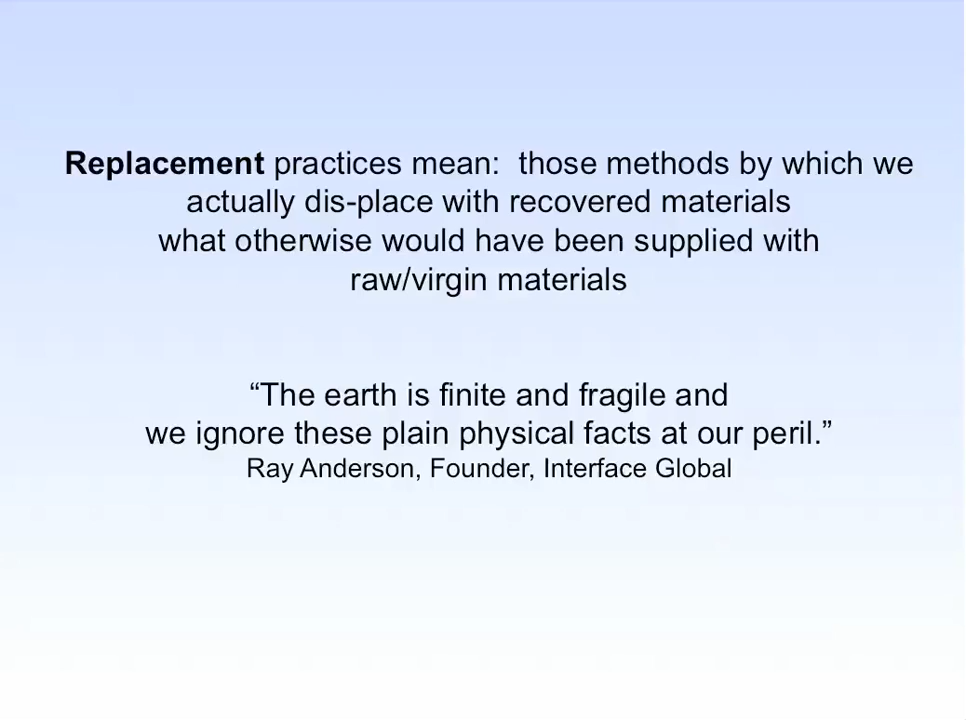 Replacement practices mean:  those methods by which we
actually dis-place with recovered materials
what otherwise would have been supplied with
raw/virgin materials
“The earth is finite and fragile and
we ignore these plain physical facts at our peril.”
Ray Anderson, Founder, Interface Global